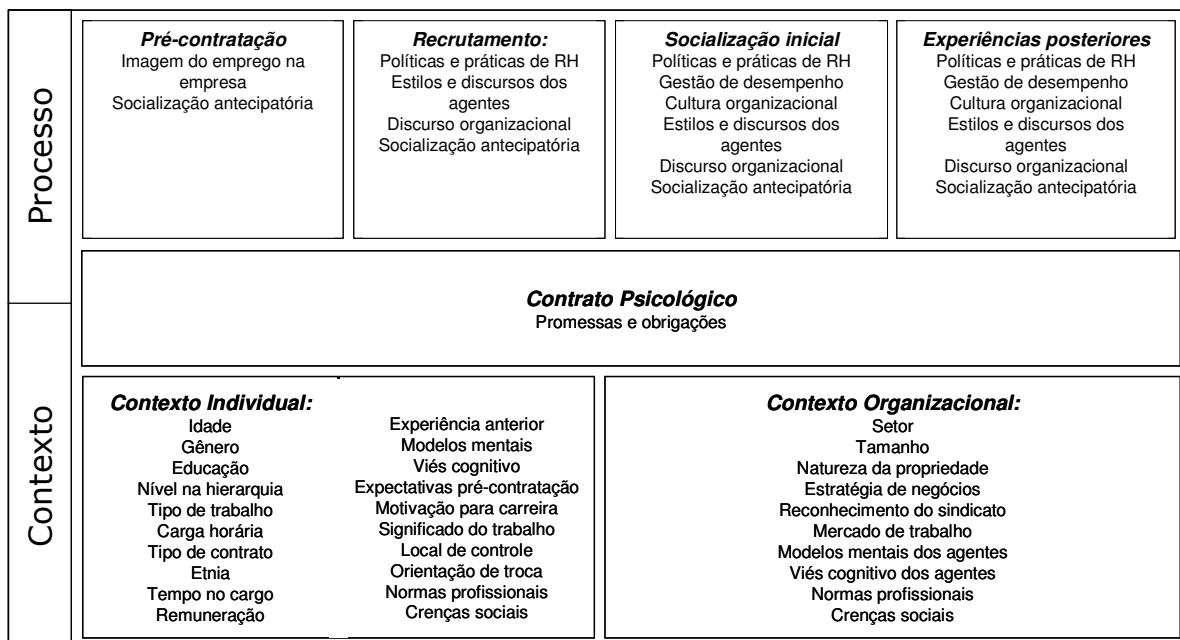 Processo
Pré-contratação
Imagem do emprego na
empresa
Socialização antecipatória
Recrutamento:
Políticas e práticas de RH
Estilos e discursos dos
agentes
Discurso organizacional
Socialização antecipatória
Socialização inicial
Políticas e práticas de RH
Gestão de desempenho
Cultura organizacional
Estilos e discursos dos
agentes
Discurso organizacional
Socialização antecipatória
Experiências posteriores
Políticas e práticas de RH
Gestão de desempenho
Cultura organizacional
Estilos e discursos dos
agentes
Discurso organizacional
Socialização antecipatória
Contrato Psicológico
Promessas e obrigações
Contexto
Contexto Individual:
Idade
Gênero
Educação
Nível na hierarquia
Tipo de trabalho
Carga horária
Tipo de contrato
Etnia
Tempo no cargo
Remuneração
Experiência anterior
Modelos mentais
Viés cognitivo
Expectativas pré-contratação
Motivação para carreira
Significado do trabalho
Local de controle
Orientação de troca
Normas profissionais
Crenças sociais
Contexto Organizacional:
Setor
Tamanho
Natureza da propriedade
Estratégia de negócios
Reconhecimento do sindicato
Mercado de trabalho
Modelos mentais dos agentes
Viés cognitivo dos agentes
Normas profissionais
Crenças sociais